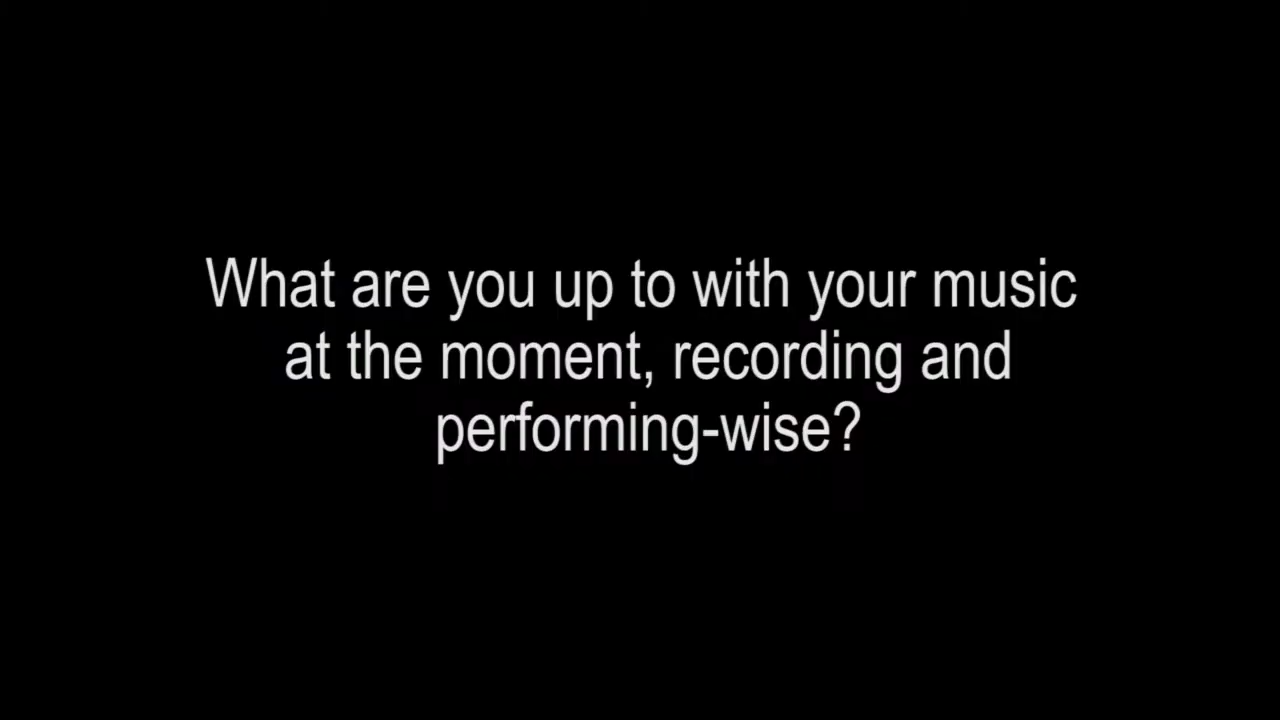 What are you up to with your music
at the moment, recording and
performing-wise?